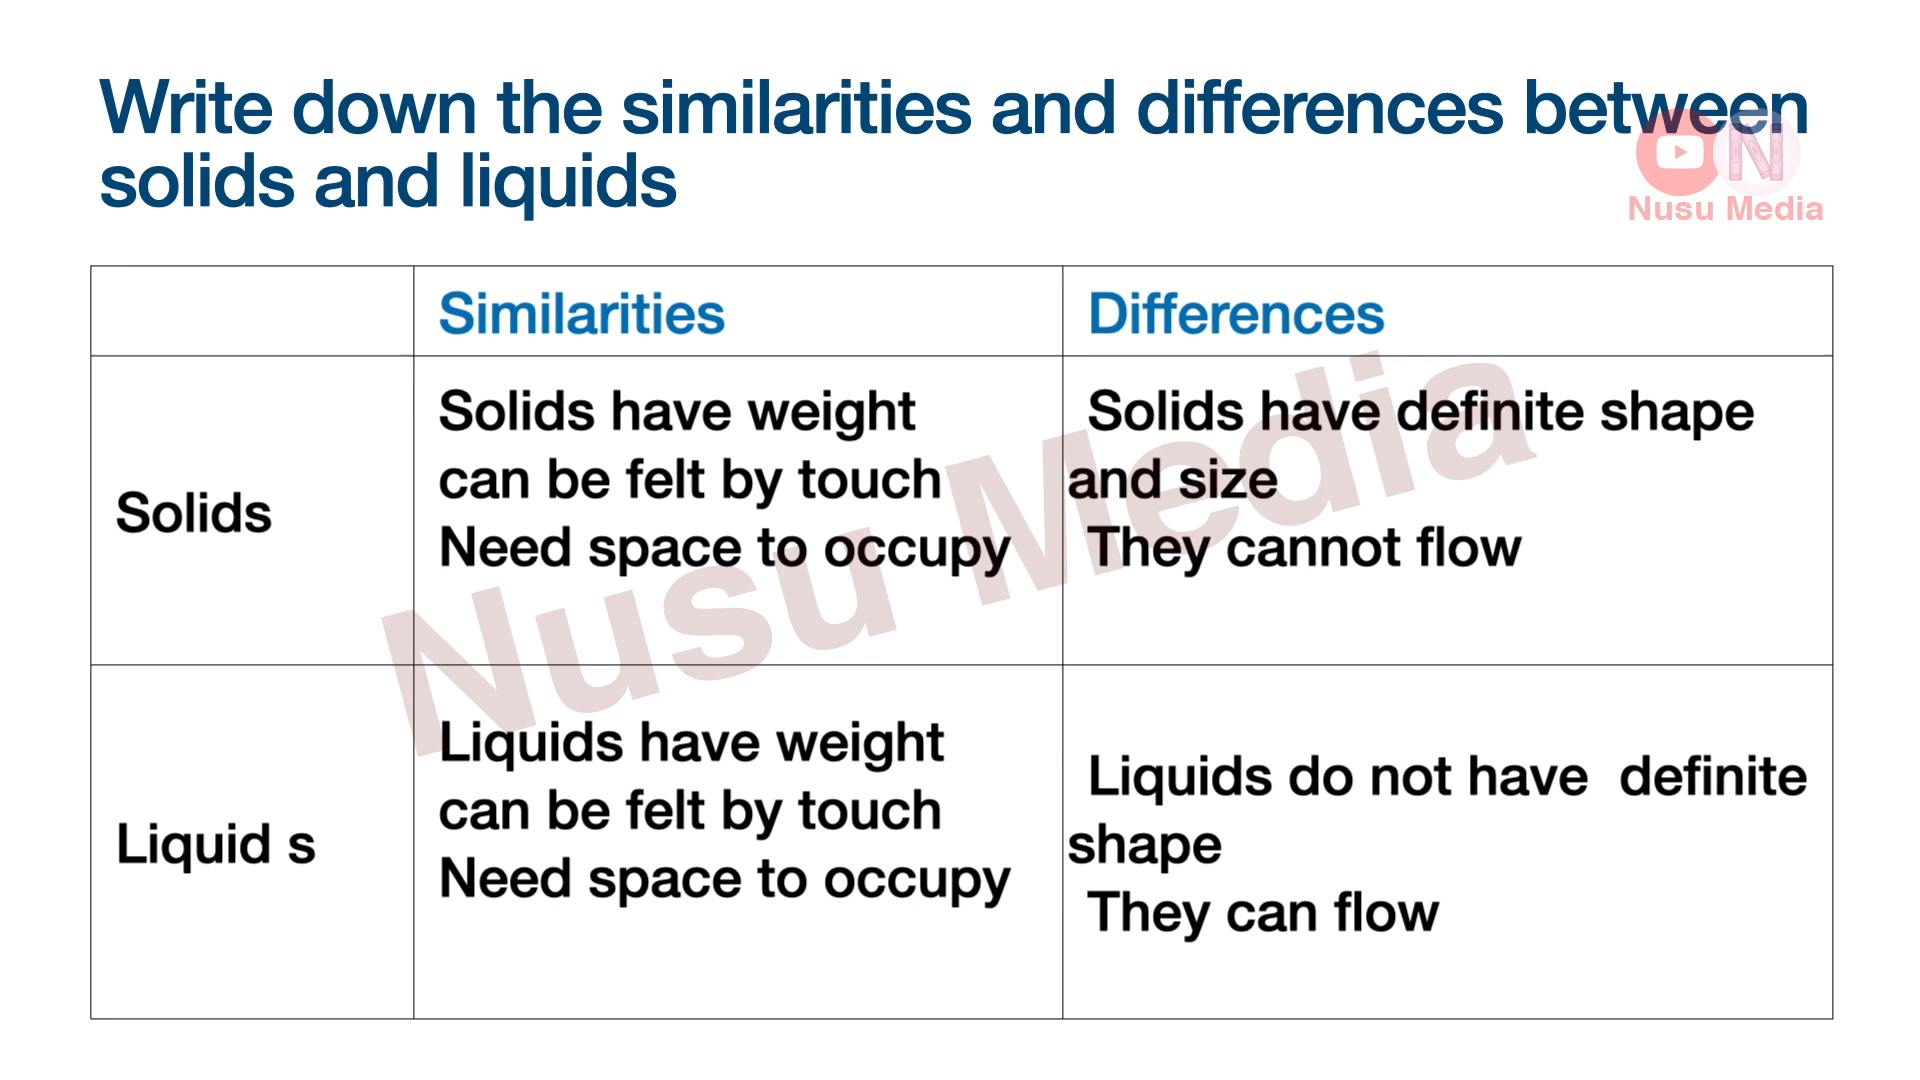 Write down the similarities and differences between
solids and liquids
Nusu Media
Similarities
Differences
Solids
Solids have weight
can be felt by touch
Need space to occupy
Solids have definite shape
and size
They cannot flow
Liquid s
Liquids have weight
can be felt by touch
Need space to occupy
Liquids do not have  definite
shape
They can flow
Nusu Media